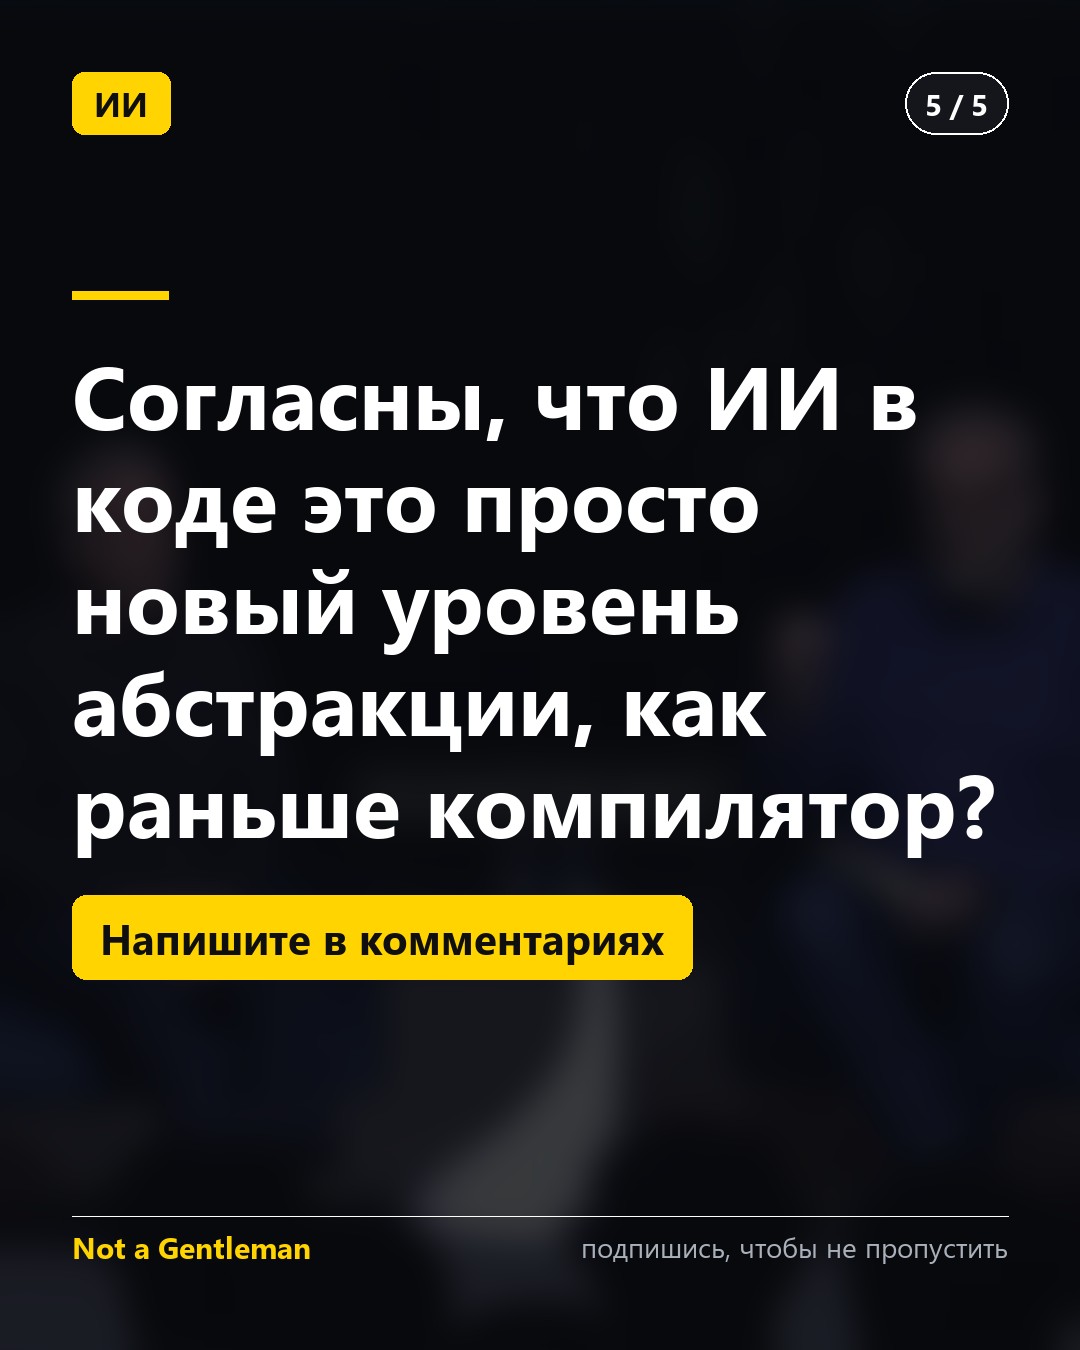 ИИ
5 / 5
Согласны, что ИИ в
коде это просто
новый уровень
абстракции, как
раньше компилятор?
Напишите в комментариях
Not a Gentleman
подпишись, чтобы не пропустить